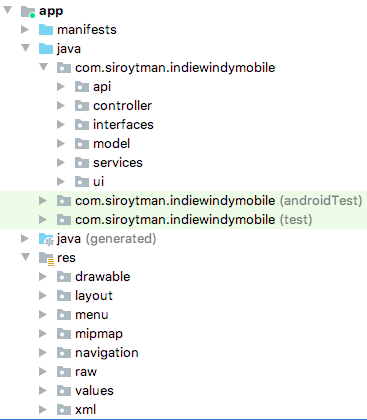 app
manifests
java
com.siroytman.indiewindymobile
api
controller
interfaces
model
services
ui
com.siroytman.indiewindymobile (androidTest)
com.siroytman.indiewindymobile (test)
java (generated)
res
drawable
layout
menu
mipmap
navigation
raw
values
xml